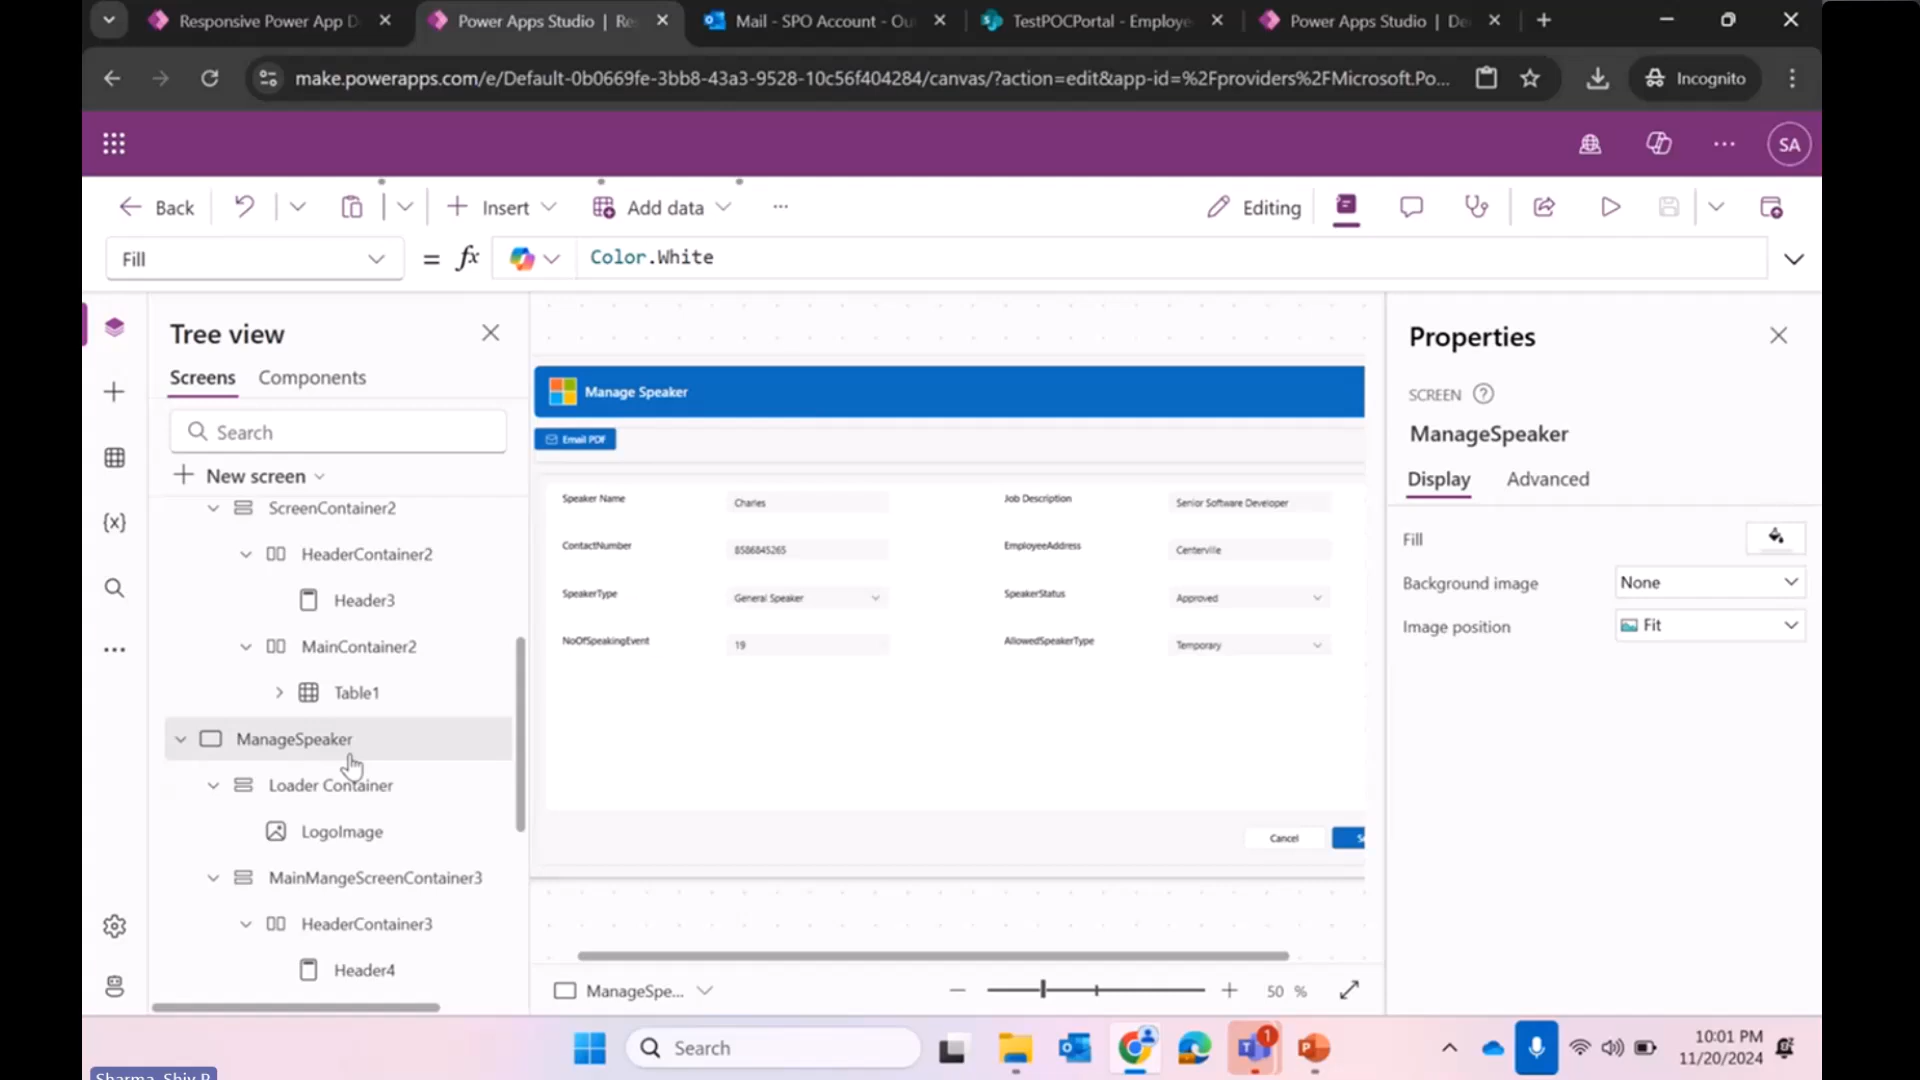 Responsive Power App D
Power Apps Studio | Re
Mail - SPO Account - Ou
TestPOCPortal - Employe
Power Apps Studio | De
make.powerapps.com/e/Default-0b0669fe-3bb8-43a3-9528-10c56f404284/canvas/?action=edit&app-id=%2Fproviders%2FMicrosoft.Po...
Incognito
SA
Back
Insert
Add data
Editing
Fill
= fx
Color.White
Tree view
Screens
Components
Search
New screen
ScreenContainer2
HeaderContainer2
Header3
MainContainer2
Table1
ManageSpeaker
Loader Container
LogoImage
MainMangeScreenContainer3
HeaderContainer3
Header4
Manage Speaker
Email PDF
Speaker Name
Charles
Job Description
Senior Software Developer
ContactNumber
8586845265
EmployeeAddress
Centerville
SpeakerType
General Speaker
SpeakerStatus
Approved
NoOfSpeakingEvent
19
AllowedSpeakerType
Temporary
Cancel
ManageSpe...
50 %
Properties
SCREEN
ManageSpeaker
Display
Advanced
Fill
Background image
None
Image position
Fit
Search
1
10:01 PM
11/20/2024
Sharma, Shiv P